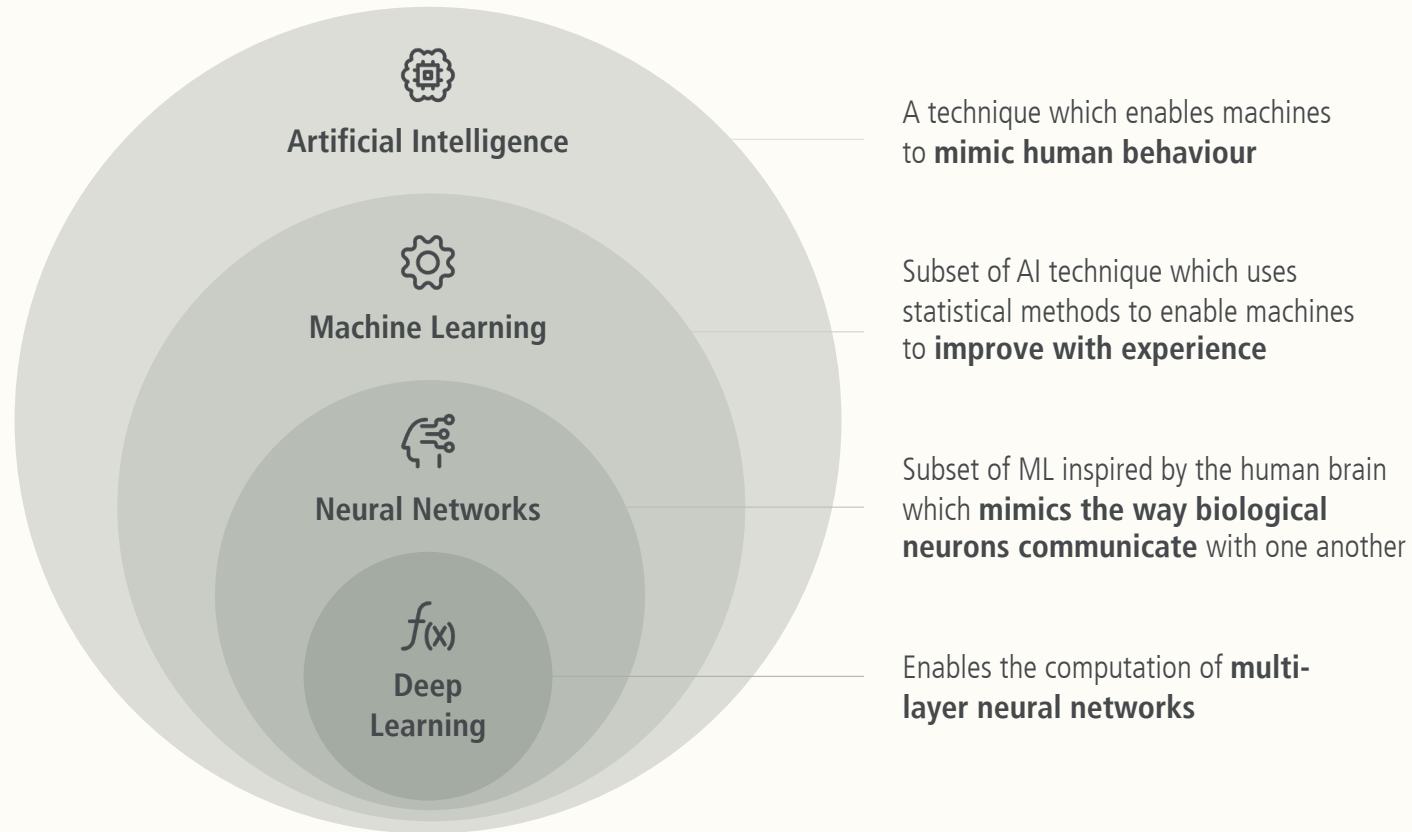 Artificial Intelligence
A technique which enables machines
to mimic human behaviour
Machine Learning
Subset of AI technique which uses
statistical methods to enable machines
to improve with experience
Neural Networks
Subset of ML inspired by the human brain
which mimics the way biological
neurons communicate with one another
f(x)
Deep
Learning
Enables the computation of multi-
layer neural networks